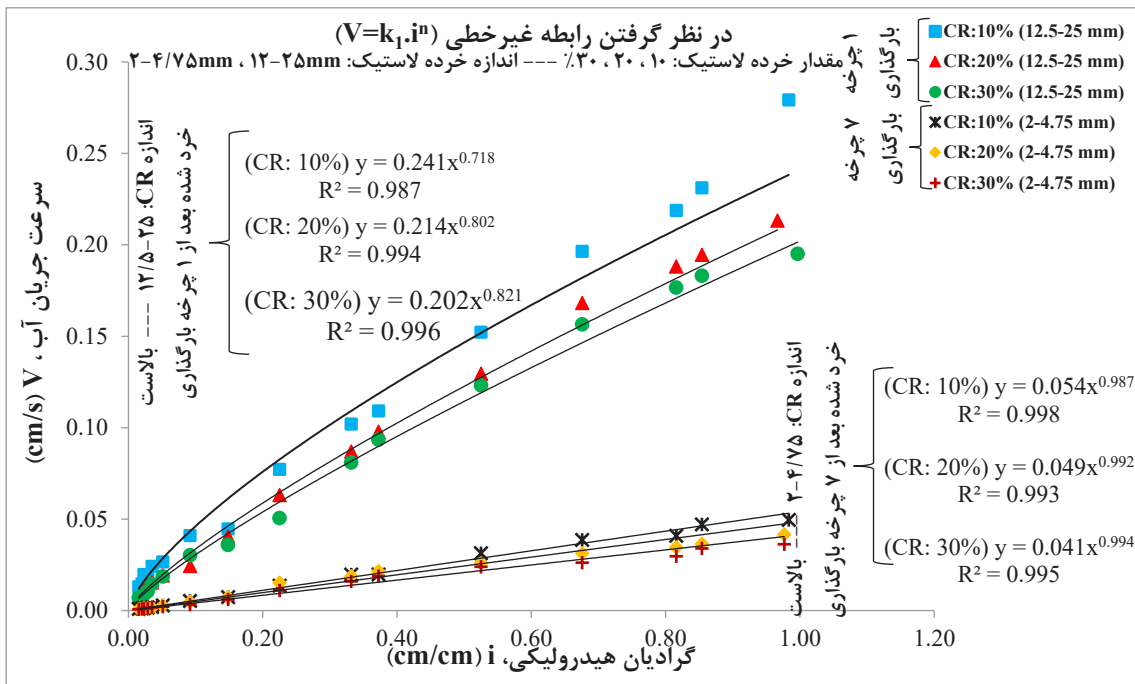 در نظر گرفتن رابطه غیرخطی (V=k₁.iⁿ)
مقدار خرده لاستیک: ۱۰ ، ۲۰ ، ۳۰٪ --- اندازه خرده لاستیک: ۱۲-۲۵mm ، ۲-۴/۷۵mm
بارگذاری
۱ چرخه
CR:10% (12.5-25 mm)
CR:20% (12.5-25 mm)
CR:30% (12.5-25 mm)
بارگذاری
۷ چرخه
CR:10% (2-4.75 mm)
CR:20% (2-4.75 mm)
CR:30% (2-4.75 mm)
اندازه CR: ۱۲/۵-۲۵ --- بالاست
خرد شده بعد از ۱ چرخه بارگذاری
(CR: 10%) y = 0.241x^0.718
R² = 0.987
(CR: 20%) y = 0.214x^0.802
R² = 0.994
(CR: 30%) y = 0.202x^0.821
R² = 0.996
اندازه CR: ۲-۴/۷۵ --- بالاست
خرد شده بعد از ۷ چرخه بارگذاری
(CR: 10%) y = 0.054x^0.987
R² = 0.998
(CR: 20%) y = 0.049x^0.992
R² = 0.993
(CR: 30%) y = 0.041x^0.994
R² = 0.995
سرعت جریان آب ، V (cm/s)
0.30
0.25
0.20
0.15
0.10
0.05
0.00
0.00
0.20
0.40
0.60
0.80
1.00
1.20
گرادیان هیدرولیکی، i (cm/cm)